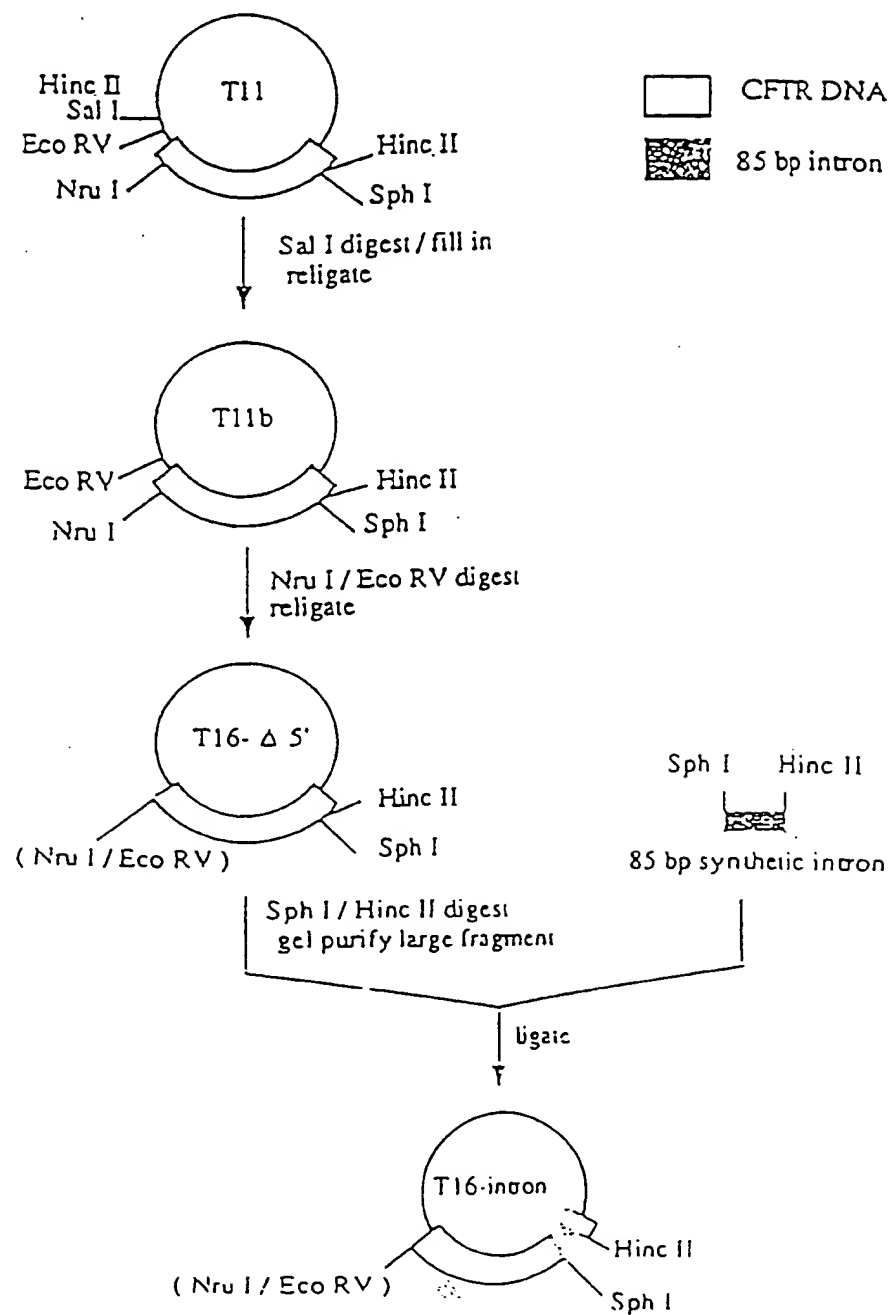 T11
Hinc II
Sal I
Eco RV
Nru I
Hinc II
Sph I
CFTR DNA
85 bp intron
Sal I digest / fill in
religate
T11b
Eco RV
Nru I
Hinc II
Sph I
Nru I / Eco RV digest
religate
T16- Δ 5'
Hinc II
Sph I
( Nru I / Eco RV )
Sph I Hinc II
85 bp synthetic intron
Sph I / Hinc II digest
gel purify large fragment
ligate
T16-intron
Hinc II
Sph I
( Nru I / Eco RV )